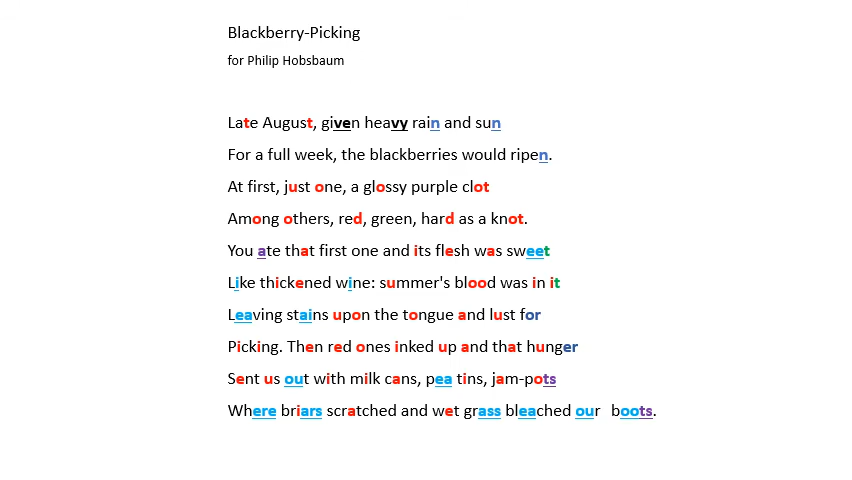 Blackberry-Picking
for Philip Hobsbaum
Late August, given heavy rain and sun
For a full week, the blackberries would ripen.
At first, just one, a glossy purple clot
Among others, red, green, hard as a knot.
You ate that first one and its flesh was sweet
Like thickened wine: summer's blood was in it
Leaving stains upon the tongue and lust for
Picking. Then red ones inked up and that hunger
Sent us out with milk cans, pea tins, jam-pots
Where briars scratched and wet grass bleached our boots.